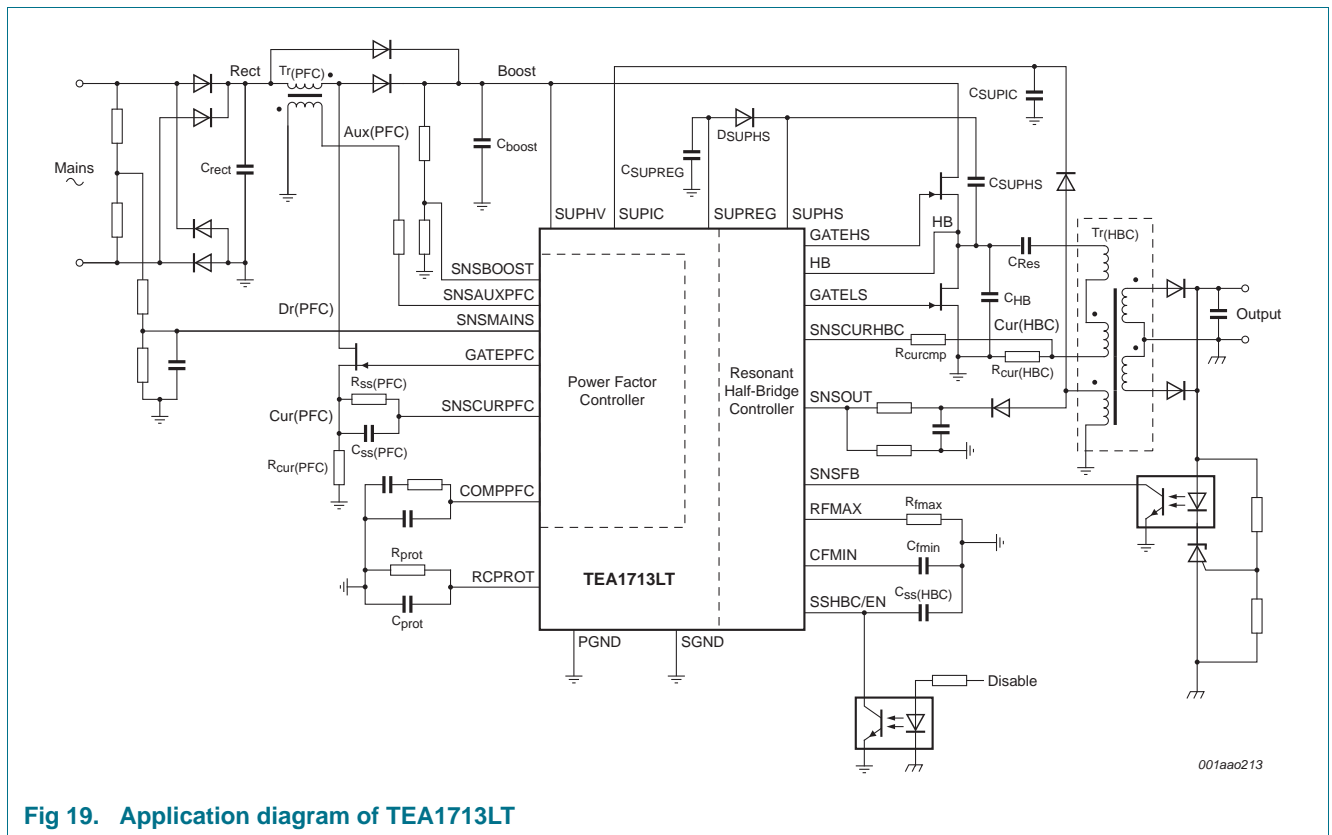 Rect
Tr(PFC)
Boost
CSUPIC
Aux(PFC)
Cboost
Mains
~
Crect
CSUPREG
DSUPHS
CSUPHS
SUPHV
SUPIC
SUPREG
SUPHS
GATEHS
HB
HB
Tr(HBC)
CRes
SNSBOOST
SNSAUXPFC
SNSMAINS
GATELS
CHB
Output
Dr(PFC)
SNSCURHBC
Cur(HBC)
GATEPFC
Rcurcmp
Rcur(HBC)
Rss(PFC)
Power Factor
Controller
Resonant
Half-Bridge
Controller
SNSOUT
Cur(PFC)
SNSCURPFC
Css(PFC)
Rcur(PFC)
SNSFB
COMPPFC
RFMAX
Rfmax
Rprot
RCPROT
TEA1713LT
CFMIN
Cfmin
Cprot
SSHBC/EN
Css(HBC)
PGND
SGND
Disable
001aao213
Fig 19. Application diagram of TEA1713LT